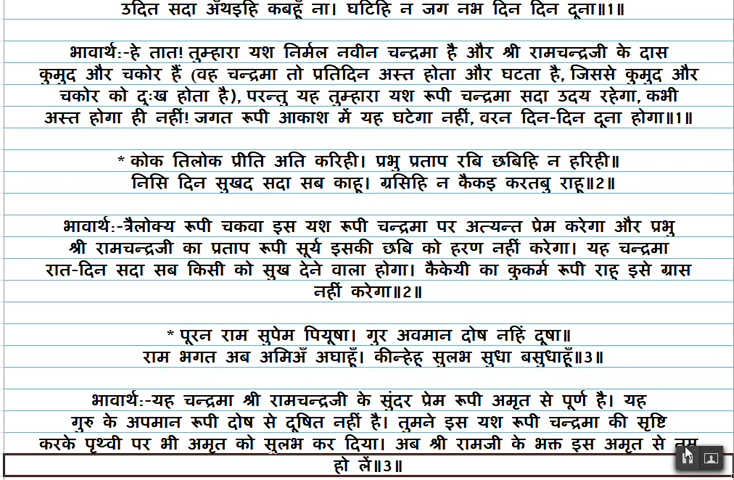 उदित सदा अँथइहि कबहूँ ना। घटिहि न जग नभ दिन दिन दूना॥1॥
भावार्थ:-हे तात! तुम्हारा यश निर्मल नवीन चन्द्रमा है और श्री रामचन्द्रजी के दास
कुमुद और चकोर हैं (वह चन्द्रमा तो प्रतिदिन अस्त होता और घटता है, जिससे कुमुद और
चकोर को दुःख होता है), परन्तु यह तुम्हारा यश रूपी चन्द्रमा सदा उदय रहेगा, कभी
अस्त होगा ही नहीं! जगत रूपी आकाश में यह घटेगा नहीं, वरन दिन-दिन दूना होगा॥1॥
* कोक तिलोक प्रीति अति करिही। प्रभु प्रताप रबि छबिहि न हरिही॥
निसि दिन सुखद सदा सब काहू। ग्रसिहि न कैकइ करतबु राहू॥2॥
भावार्थ:-त्रैलोक्य रूपी चकवा इस यश रूपी चन्द्रमा पर अत्यन्त प्रेम करेगा और प्रभु
श्री रामचन्द्रजी का प्रताप रूपी सूर्य इसकी छबि को हरण नहीं करेगा। यह चन्द्रमा
रात-दिन सदा सब किसी को सुख देने वाला होगा। कैकेयी का कुकर्म रूपी राहु इसे ग्रास
नहीं करेगा॥2॥
* पूरन राम सुपेम पियूषा। गुर अवमान दोष नहिं दूषा॥
राम भगत अब अमिअँ अघाहूँ। कीन्हेहु सुलभ सुधा बसुधाहूँ॥3॥
भावार्थ:-यह चन्द्रमा श्री रामचन्द्रजी के सुंदर प्रेम रूपी अमृत से पूर्ण है। यह
गुरु के अपमान रूपी दोष से दूषित नहीं है। तुमने इस यश रूपी चन्द्रमा की सृष्टि
करके पृथ्वी पर भी अमृत को सुलभ कर दिया। अब श्री रामजी के भक्त इस अमृत से
हो लें॥3॥